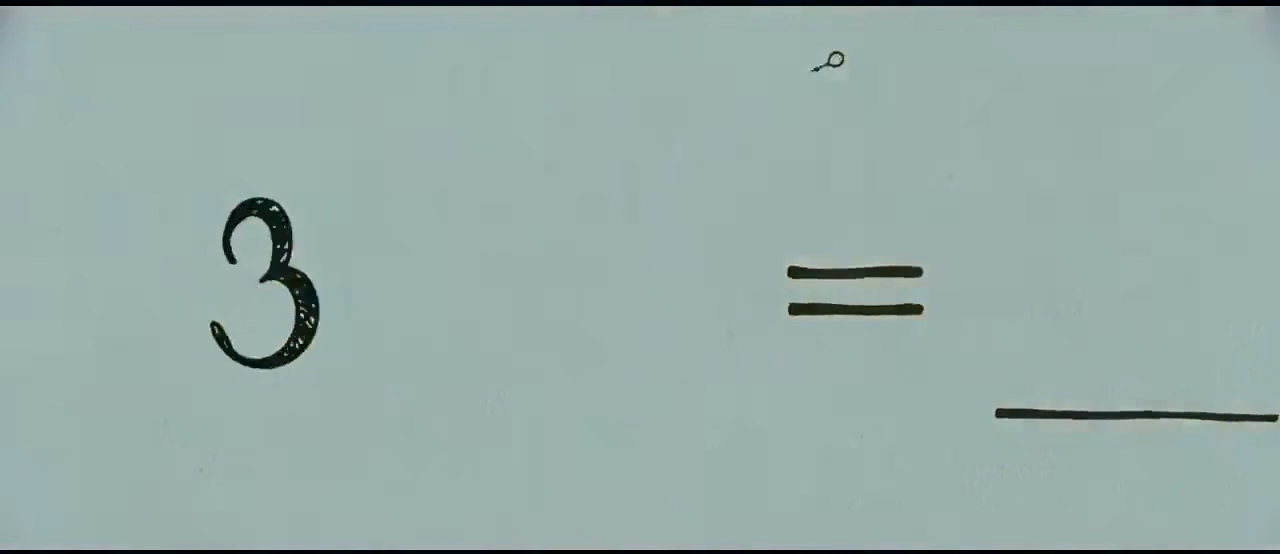 3 = _